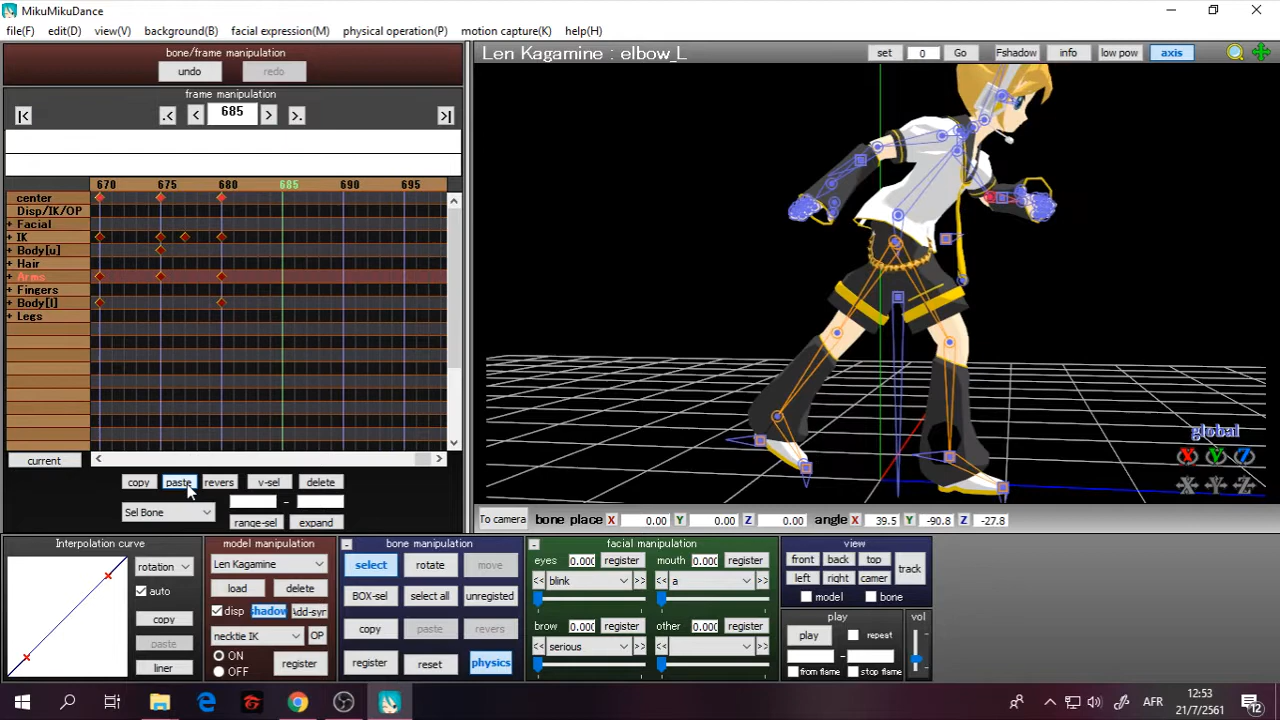 MikuMikuDance
file(F) edit(D) view(V) background(B) facial expression(M) physical operation(P) motion capture(K) help(H)
bone/frame manipulation
undo redo
frame manipulation
|< .< < 685 > >. >|
670 675 680 685 690 695
center
Disp/IK/OP
+ Facial
+ IK
+ Body[u]
+ Hair
+ Arms
+ Fingers
+ Body[l]
+ Legs
current < >
copy paste revers v-sel delete
Sel Bone -
range-sel expand
Len Kagamine : elbow_L set 0 Go Fshadow info low pow axis
global
X Y Z
X Y Z
To camera bone place X 0.00 Y 0.00 Z 0.00 angle X 39.5 Y -90.8 Z -27.8
Interpolation curve
rotation
auto
copy
paste
liner
model manipulation
Len Kagamine
load delete
disp shadow Add-syn
necktie IK OP
ON
OFF
register
- bone manipulation
select rotate move
BOX-sel select all unregisted
copy paste revers
register reset physics
- facial manipulation
eyes 0.000 register mouth 0.000 register
<< blink >> << a >>
brow 0.000 register other 0.000 register
<< serious >> << >>
view
front back top
left right camer
track
model bone
play
play repeat
-
from flame stop flame
vol
AFR
12:53
21/7/2561
12